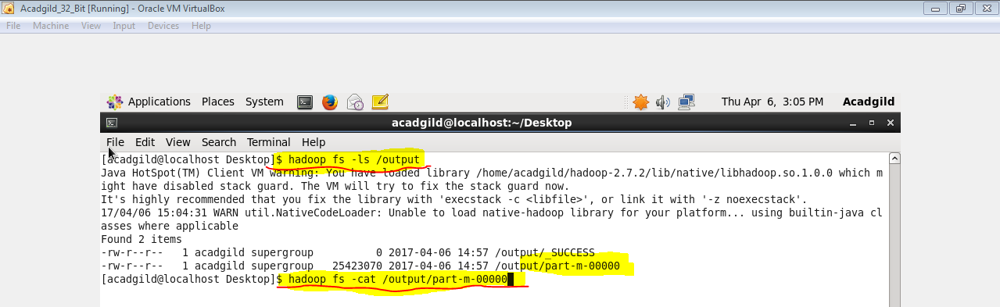 Acadgild_32_Bit [Running] - Oracle VM VirtualBox
File Machine View Input Devices Help
Applications Places System Thu Apr 6, 3:05 PM Acadgild
acadgild@localhost:~/Desktop
File Edit View Search Terminal Help
[acadgild@localhost Desktop]$ hadoop fs -ls /output
Java HotSpot(TM) Client VM warning: You have loaded library /home/acadgild/hadoop-2.7.2/lib/native/libhadoop.so.1.0.0 which m
ight have disabled stack guard. The VM will try to fix the stack guard now.
It's highly recommended that you fix the library with 'execstack -c <libfile>', or link it with '-z noexecstack'.
17/04/06 15:04:31 WARN util.NativeCodeLoader: Unable to load native-hadoop library for your platform... using builtin-java cl
asses where applicable
Found 2 items
-rw-r--r--   1 acadgild supergroup          0 2017-04-06 14:57 /output/_SUCCESS
-rw-r--r--   1 acadgild supergroup   25423070 2017-04-06 14:57 /output/part-m-00000
[acadgild@localhost Desktop]$ hadoop fs -cat /output/part-m-00000